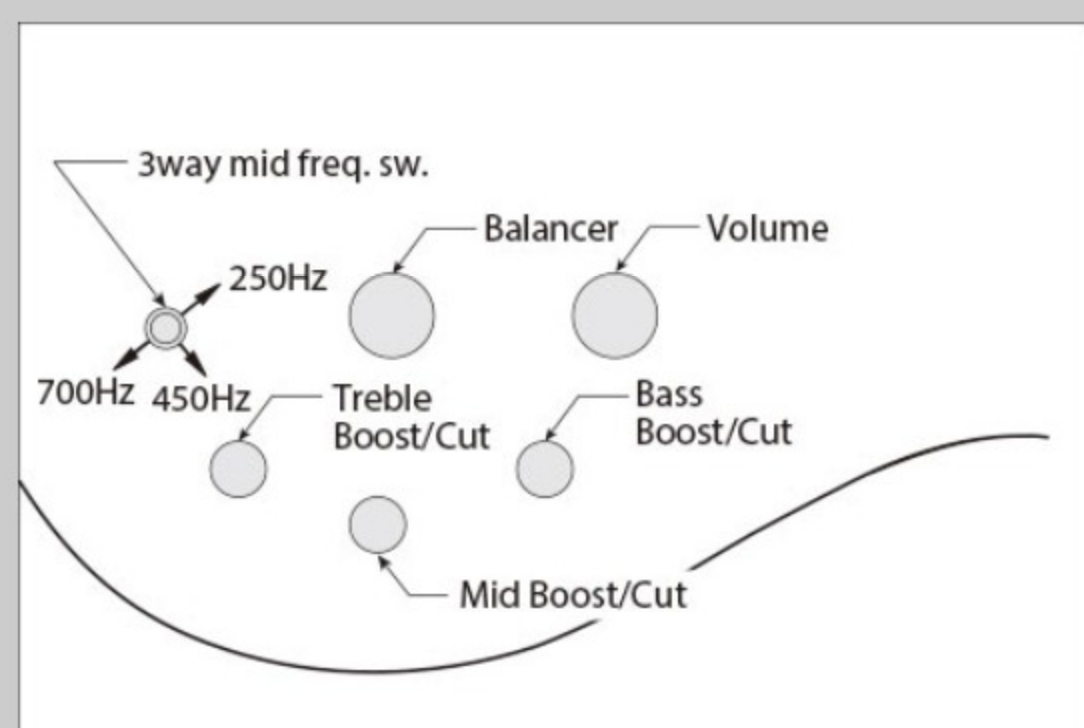 3way mid freq. sw.
Balancer
Volume
250Hz
700Hz
450Hz
Treble
Boost/Cut
Bass
Boost/Cut
Mid Boost/Cut